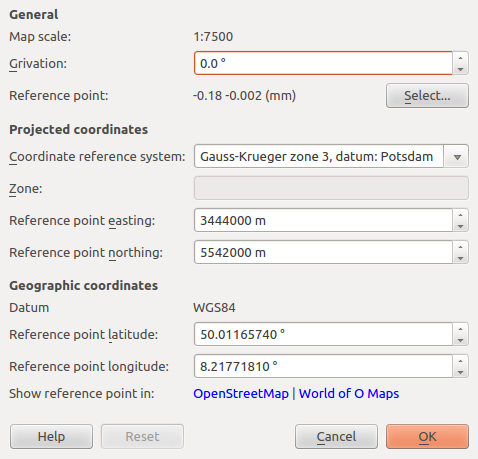 General
Map scale: 1:7500
Grivation: 0.0 °
Reference point: -0.18 -0.002 (mm) Select...
Projected coordinates
Coordinate reference system: Gauss-Krueger zone 3, datum: Potsdam
Zone:
Reference point easting: 3444000 m
Reference point northing: 5542000 m
Geographic coordinates
Datum WGS84
Reference point latitude: 50.01165740 °
Reference point longitude: 8.21771810 °
Show reference point in: OpenStreetMap | World of O Maps
Help Reset Cancel OK